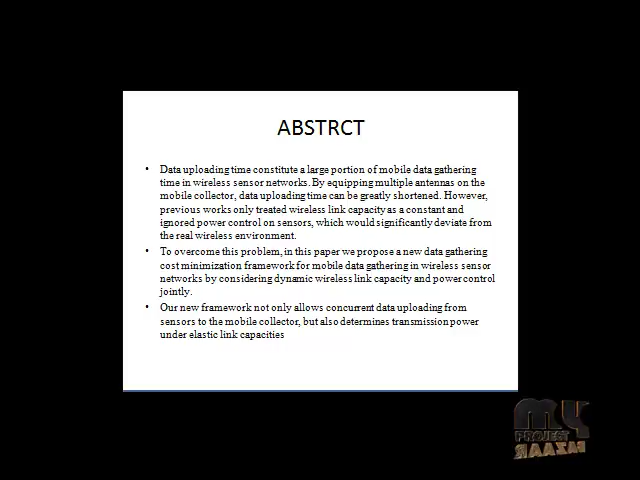 ABSTRCT
• Data uploading time constitute a large portion of mobile data gathering
time in wireless sensor networks. By equipping multiple antennas on the
mobile collector, data uploading time can be greatly shortened. However,
previous works only treated wireless link capacity as a constant and
ignored power control on sensors, which would significantly deviate from
the real wireless environment.
• To overcome this problem, in this paper we propose a new data gathering
cost minimization framework for mobile data gathering in wireless sensor
networks by considering dynamic wireless link capacity and power control
jointly.
• Our new framework not only allows concurrent data uploading from
sensors to the mobile collector, but also determines transmission power
under elastic link capacities
MY
PROJECT
BAZAAR